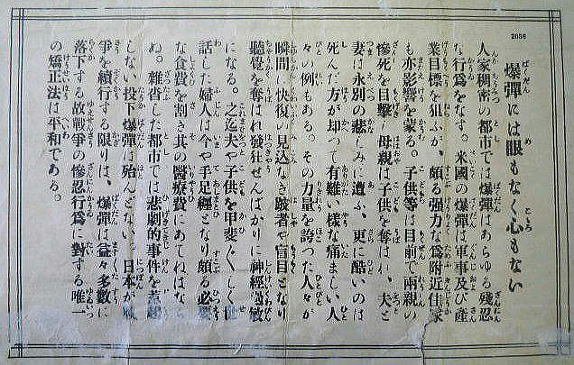 2036
爆彈には眼もなく心もない
人家稠密の都市では爆彈はあらゆる殘忍
な行爲をなす。米國の爆彈は軍事及び產
業目標を狙ふが、頗る强力な爲附近住家
も亦影響を蒙る。子供等は目前で兩親の
慘死を目擊、母親は子供を奪はれ、夫と
妻は永別の悲しみに遭ふ、更に酷いのは
死んだ方が却つて有難い樣な痛ましい人
々の例もある、その力量を誇つた人々が
瞬間、快復の見込なき跛者や盲目となり
聽覺を奪はれ發狂せんばかりに神經過敏
になる。之迄夫や子供を甲斐〲しく世
話した婦人は今や手足纏となり頗る必要
な食費を割き其の醫療費にあてねばなら
ぬ。雜沓した都市では悲劇的事件を惹起
しない投下爆彈は殆んどない。日本が戰
爭を續行する限りは、爆彈は益々多數に
落下する故戰爭の慘忍行爲に對する唯一
の矯正法は平和である。